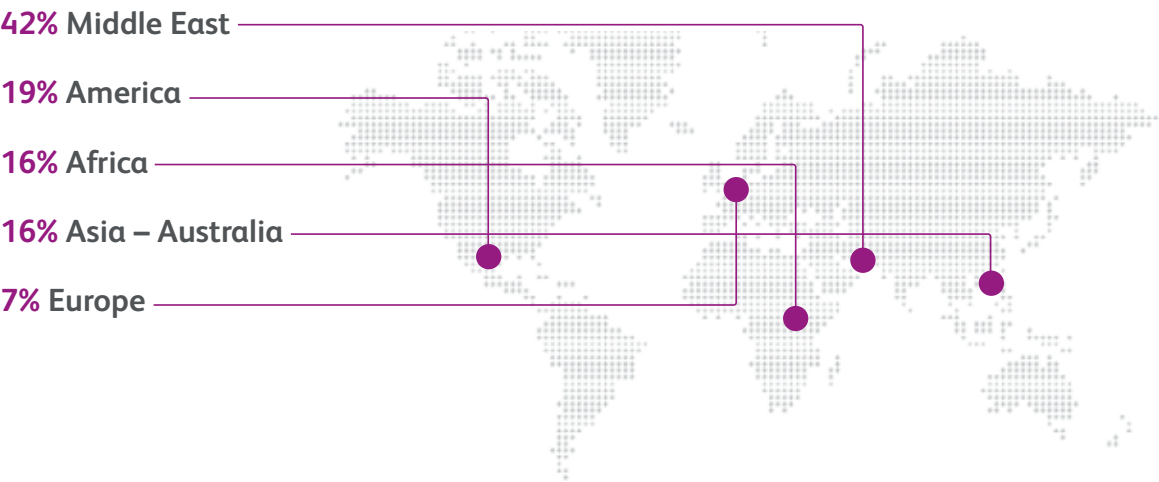 42% Middle East
19% America
16% Africa
16% Asia – Australia
7% Europe